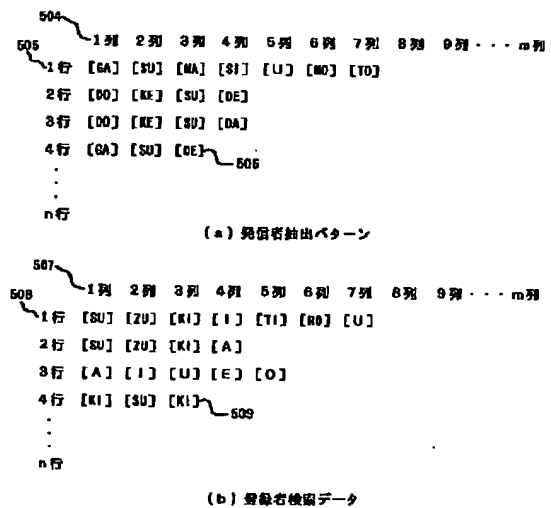 504
1列 2列 3列 4列 5列 6列 7列 8列 9列 ・・・ m列
505
1行 [GA] [SU] [MA] [SI] [U] [MO] [TO]
2行 [DO] [KE] [SU] [DE]
3行 [DO] [KE] [SU] [DA]
4行 [GA] [SU] [DE] 506
・
・
・
n行
(a) 発信者抽出パターン
507
1列 2列 3列 4列 5列 6列 7列 8列 9列 ・・・ m列
508
1行 [SU] [ZU] [KI] [I] [TI] [RO] [U]
2行 [SU] [ZU] [KI] [A]
3行 [A] [I] [U] [E] [O]
4行 [KI] [SU] [KI] 509
・
・
・
n行
(b) 登録者検索データ